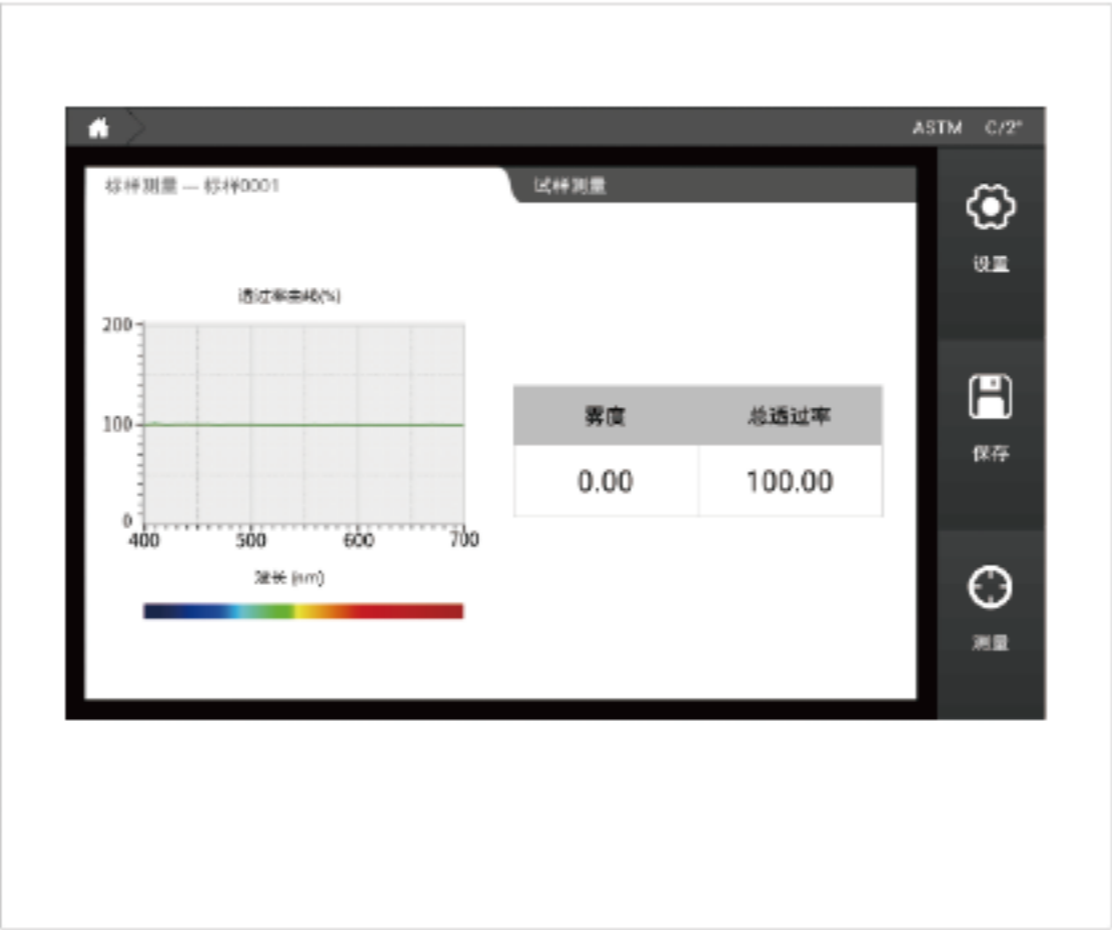 ASTM C/2°
标样测量 — 标样0001
试样测量
设置
透过率曲线(%)
200
100
0
400 500 600 700
波长 (nm)
雾度 总透过率
0.00 100.00
保存
测量